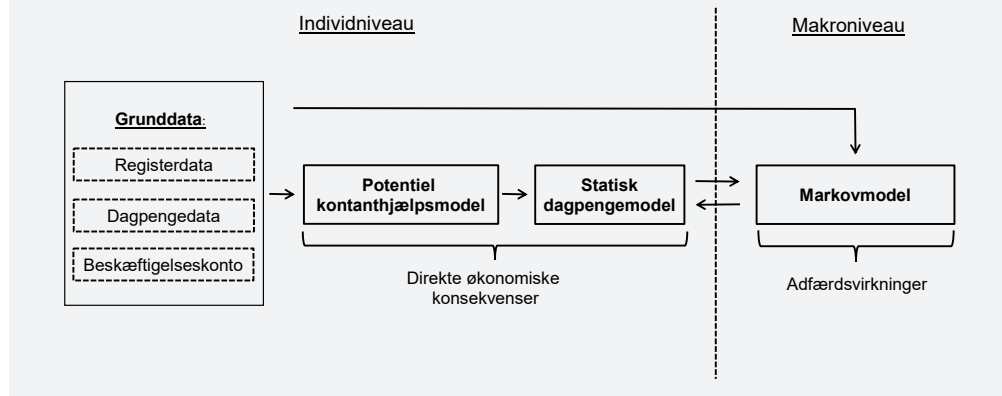 Individniveau
Makroniveau
Grunddata:
Registerdata
Dagpengedata
Beskæftigelseskonto
Potentiel
kontanthjælpsmodel
Statisk
dagpengemodel
Markovmodel
Direkte økonomiske
konsekvenser
Adfærdsvirkninger